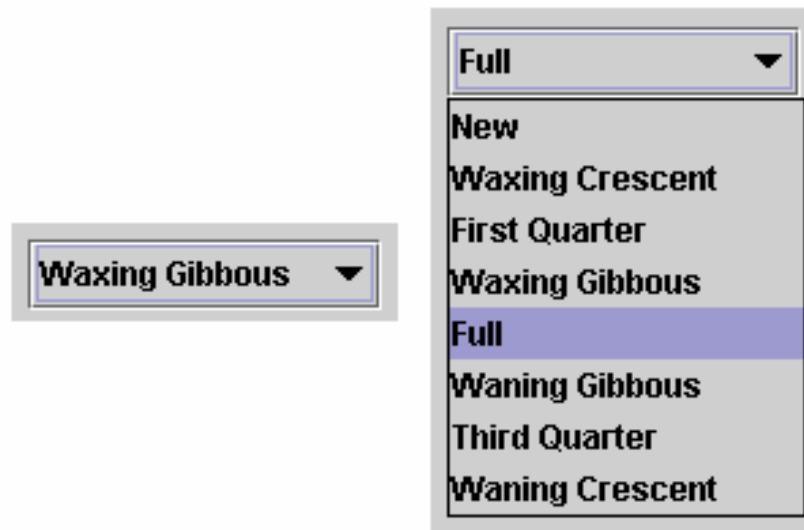 Waxing Gibbous
Full
New
Waxing Crescent
First Quarter
Waxing Gibbous
Full
Waning Gibbous
Third Quarter
Waning Crescent